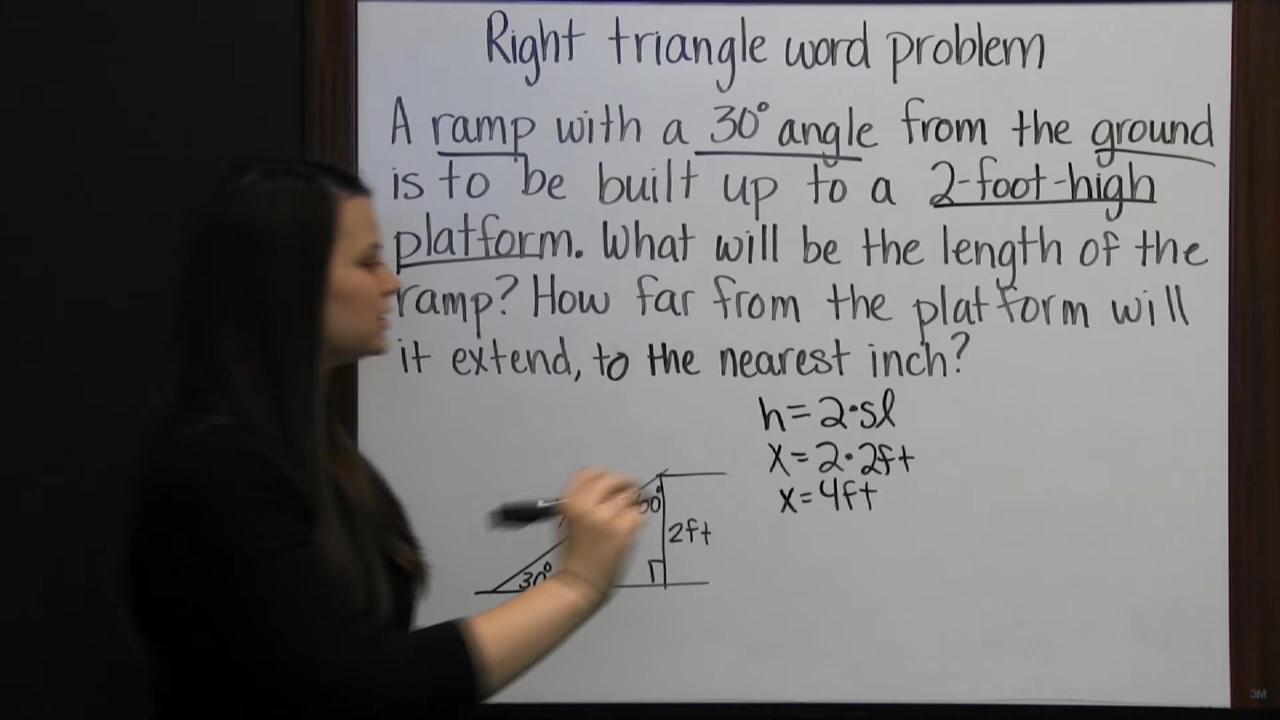 Right triangle word problem
A ramp with a 30° angle from the ground
is to be built up to a 2-foot-high
platform. What will be the length of the
ramp? How far from the platform will
it extend, to the nearest inch?
h=2·sl
x=2·2ft
x=4ft
60°
2ft
30°
3M